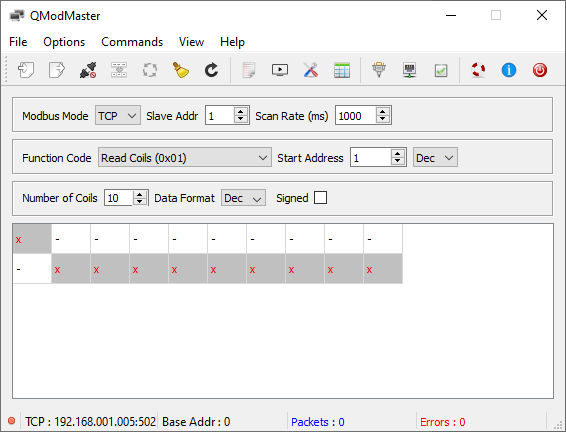 QModMaster
File Options Commands View Help
Modbus Mode TCP Slave Addr 1 Scan Rate (ms) 1000
Function Code Read Coils (0x01) Start Address 1 Dec
Number of Coils 10 Data Format Dec Signed
x - - - - - - - - -
- x x x x x x x x x
TCP : 192.168.001.005:502 Base Addr : 0 Packets : 0 Errors : 0